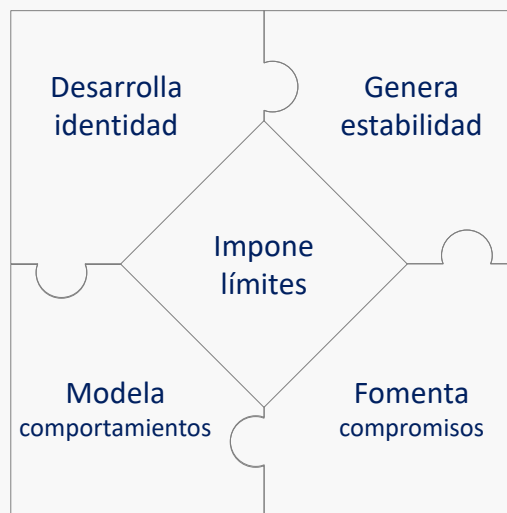 Desarrolla
identidad
Genera
estabilidad
Impone
límites
Modela
comportamientos
Fomenta
compromisos